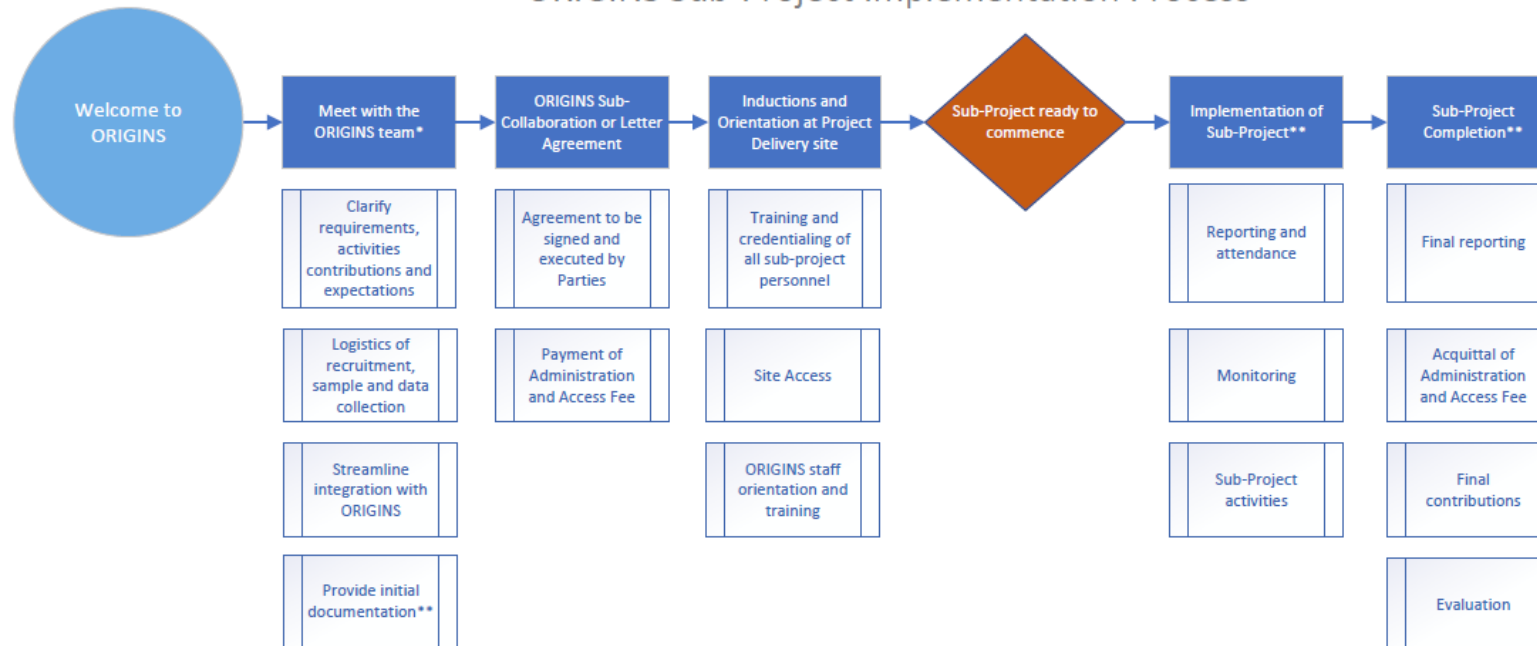 ORIGINS Sub-Project Implementation Process
Welcome to
ORIGINS
Meet with the
ORIGINS team*
ORIGINS Sub-
Collaboration or Letter
Agreement
Inductions and
Orientation at Project
Delivery site
Sub-Project ready to
commence
Implementation of
Sub-Project**
Sub-Project
Completion**
Clarify
requirements,
activities
contributions and
expectations
Logistics of
recruitment,
sample and data
collection
Streamline
integration with
ORIGINS
Provide initial
documentation**
Agreement to be
signed and
executed by
Parties
Payment of
Administration
and Access Fee
Training and
credentialing of
all sub-project
personnel
Site Access
ORIGINS staff
orientation and
training
Reporting and
attendance
Monitoring
Sub-Project
activities
Final reporting
Acquittal of
Administration
and Access Fee
Final
contributions
Evaluation